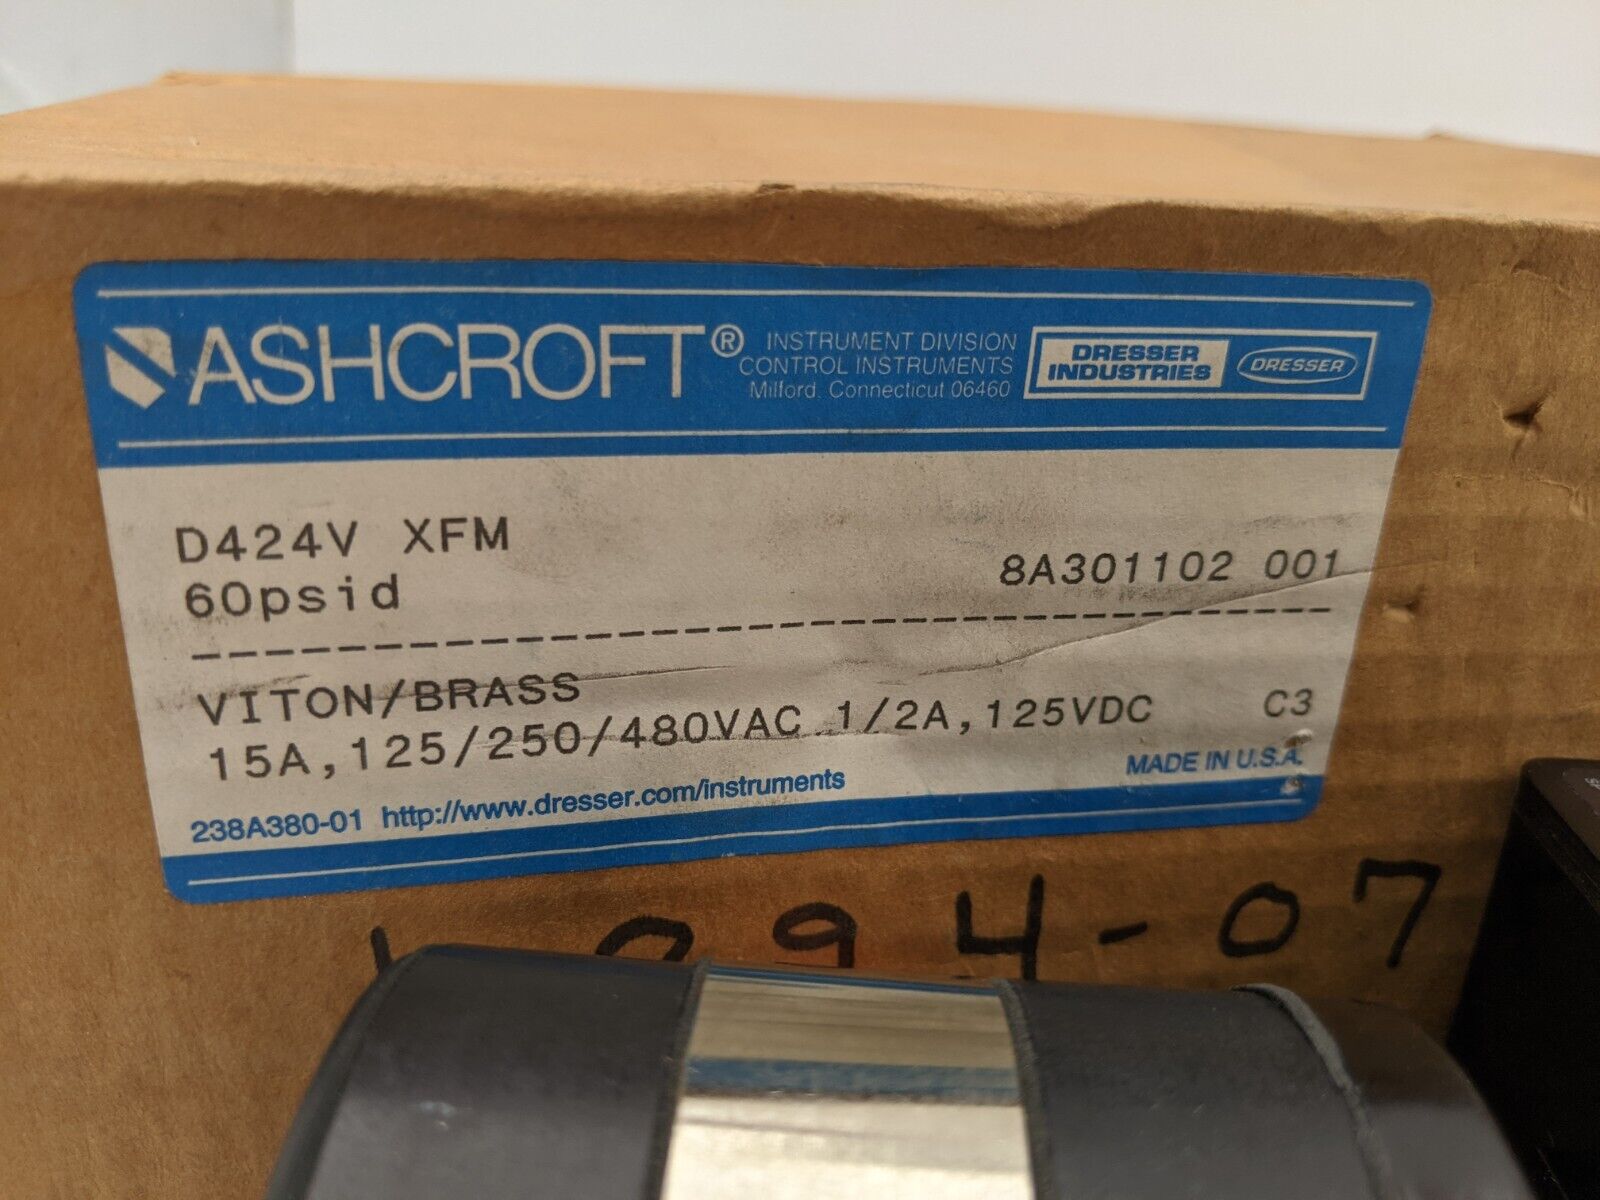 ASHCROFT®
INSTRUMENT DIVISION
CONTROL INSTRUMENTS
Milford, Connecticut 06460
DRESSER
INDUSTRIES
DRESSER
D424V XFM
60psid
8A301102 001
VITON/BRASS
15A,125/250/480VAC 1/2A,125VDC
C3
238A380-01 http://www.dresser.com/instruments
MADE IN U.S.A.
94-07